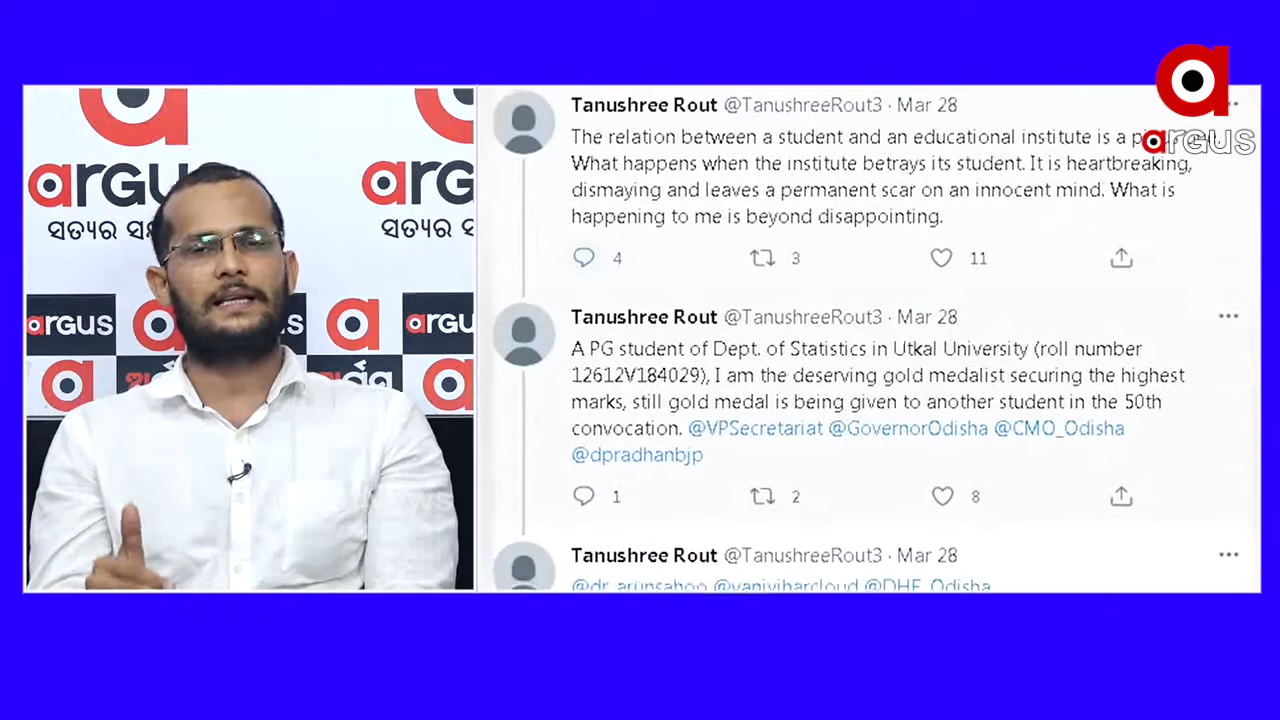 argus
argus
ସତ୍ୟର
ସତ୍ୟର
argus
argus
Tanushree Rout @TanushreeRout3 · Mar 28
The relation between a student and an educational institute is a
What happens when the institute betrays its student. It is heartbreaking,
dismaying and leaves a permanent scar on an innocent mind. What is
happening to me is beyond disappointing.
4 3 11
Tanushree Rout @TanushreeRout3 · Mar 28
A PG student of Dept. of Statistics in Utkal University (roll number
12612V184029), I am the deserving gold medalist securing the highest
marks, still gold medal is being given to another student in the 50th
convocation. @VPSecretariat @GovernorOdisha @CMO_Odisha
@dpradhanbjp
1 2 8
Tanushree Rout @TanushreeRout3 · Mar 28
@dr_arunsahoo @vaniviharcloud @DHE_Odisha